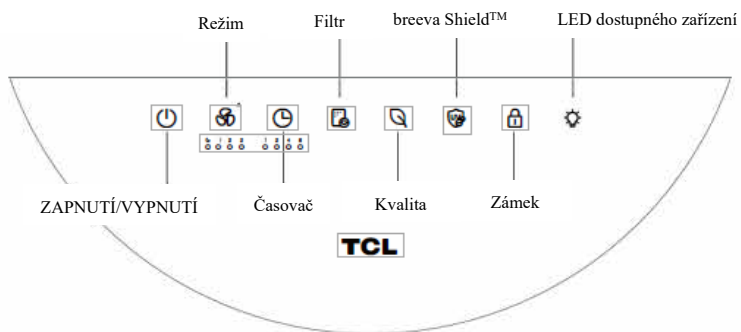 Režim
Filtr
breeva Shield™
LED dostupného zařízení
ZAPNUTÍ/VYPNUTÍ
Časovač
Kvalita
Zámek
TCL